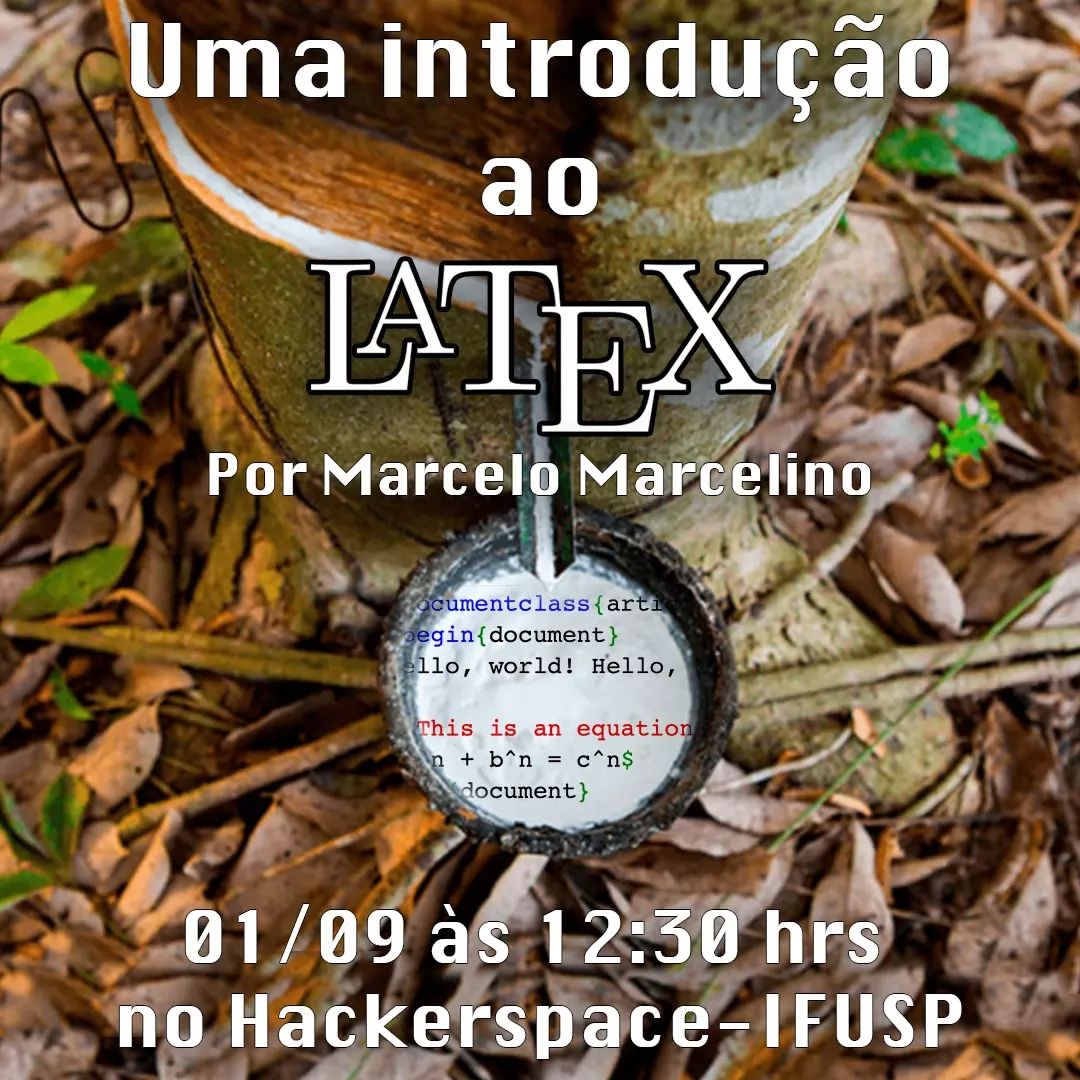 Uma introdução
ao
LATEX
Por Marcelo Marcelino
ocumentclass{arti
begin{document}
ello, world! Hello,
This is an equation
n + b^n = c^n$
document}
01/09 às 12:30 hrs
no Hackerspace-IFUSP